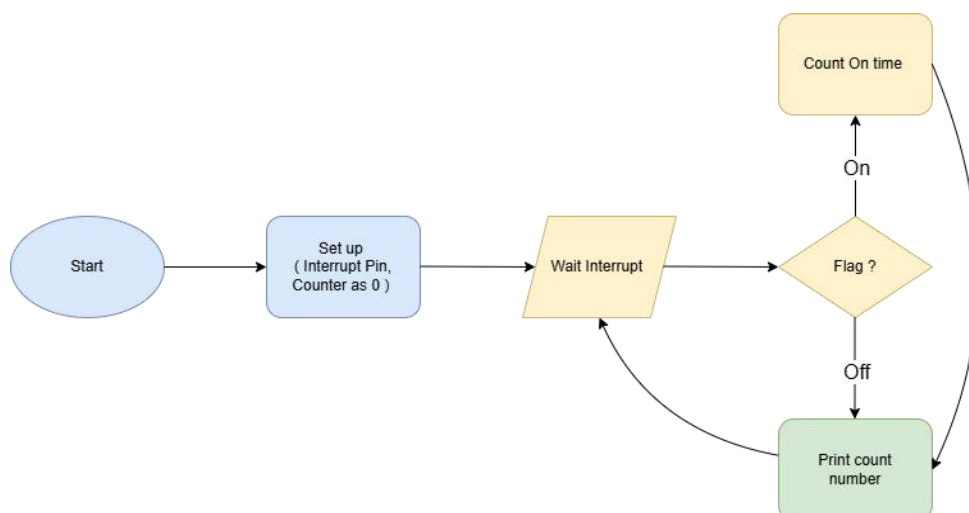 Start
Set up
( Interrupt Pin,
Counter as 0 )
Wait Interrupt
Flag ?
On
Count On time
Off
Print count
number